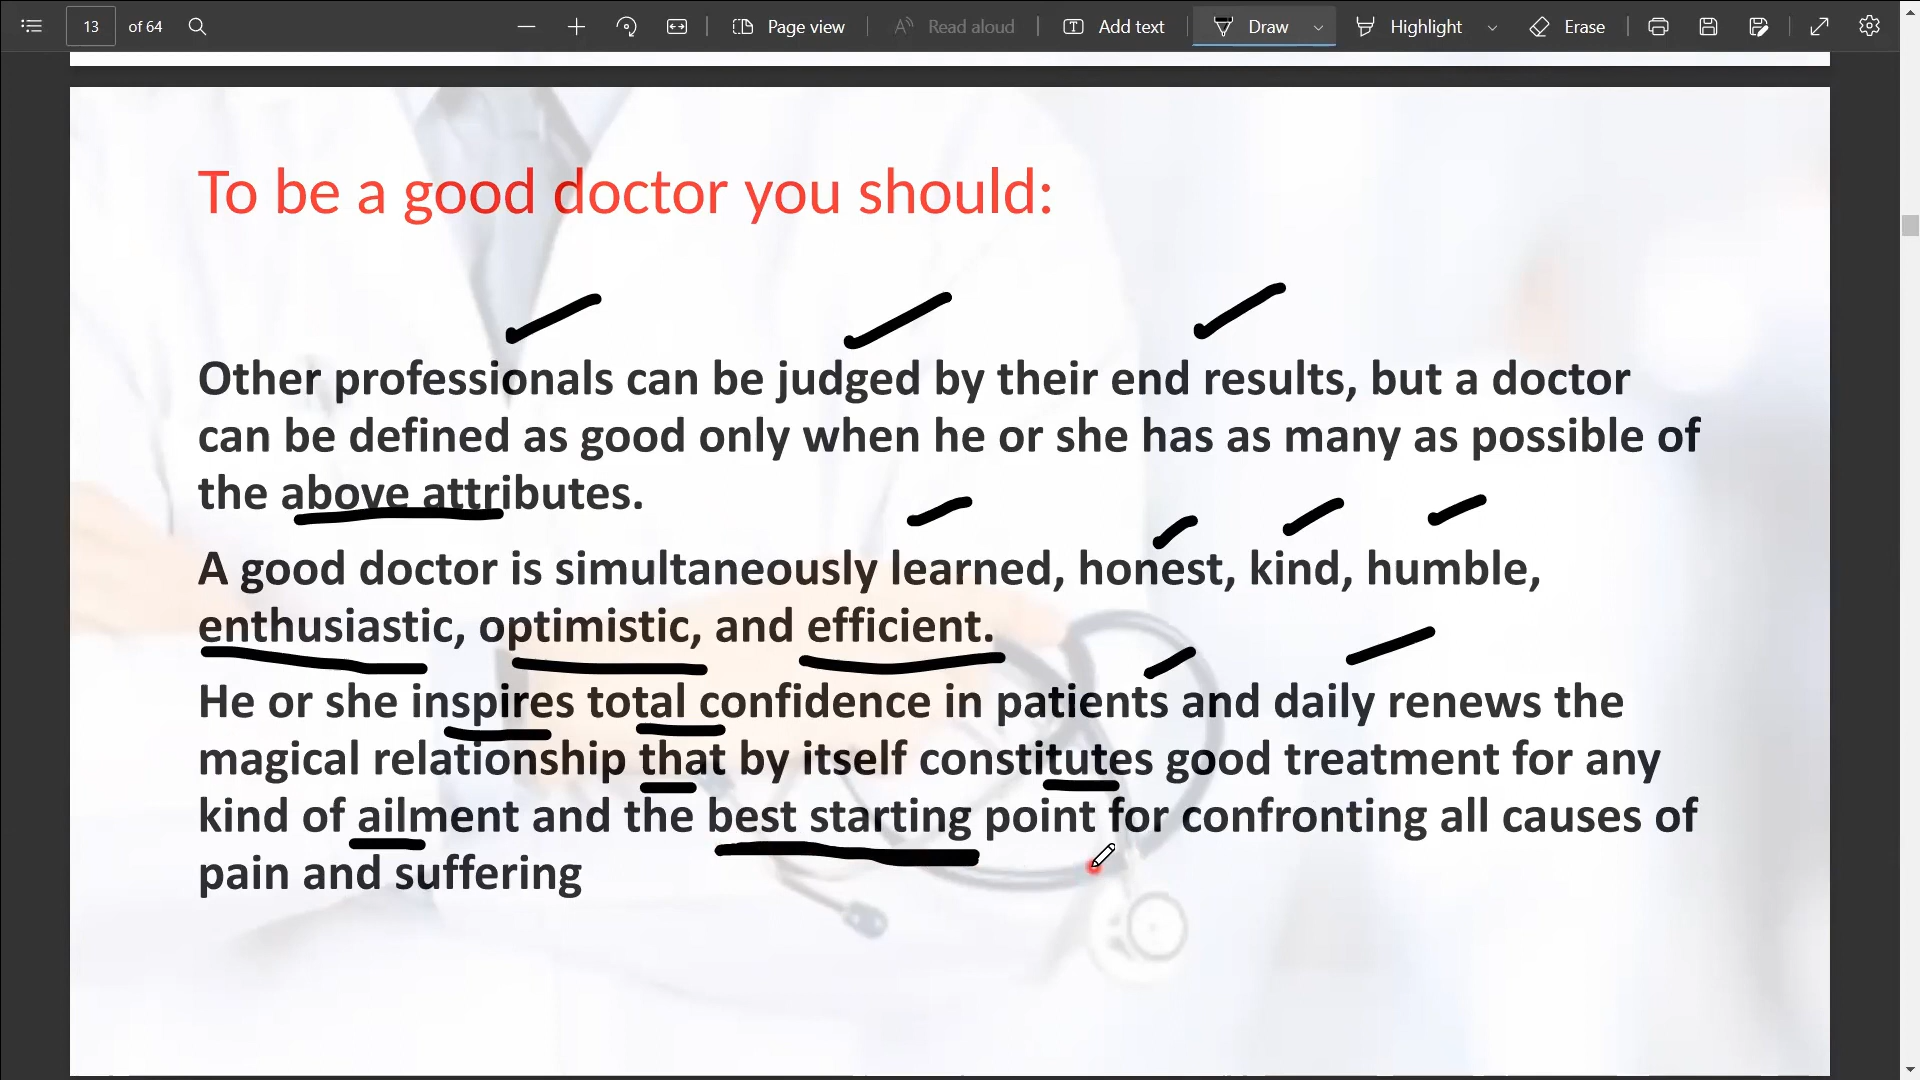 13 of 64 Page view Read aloud Add text Draw Highlight Erase
To be a good doctor you should:
Other professionals can be judged by their end results, but a doctor
can be defined as good only when he or she has as many as possible of
the above attributes.
A good doctor is simultaneously learned, honest, kind, humble,
enthusiastic, optimistic, and efficient.
He or she inspires total confidence in patients and daily renews the
magical relationship that by itself constitutes good treatment for any
kind of ailment and the best starting point for confronting all causes of
pain and suffering